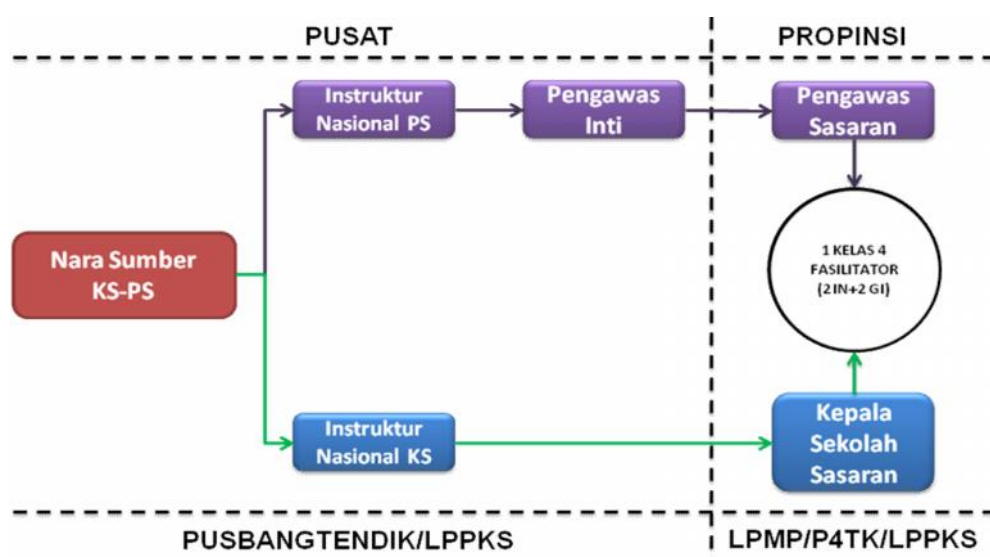 PUSAT
PROPINSI
Instruktur
Nasional PS
Pengawas
Inti
Pengawas
Sasaran
Nara Sumber
KS-PS
1 KELAS 4
FASILITATOR
(2 IN+2 GI)
Instruktur
Nasional KS
Kepala
Sekolah
Sasaran
PUSBANGTENDIK/LPPKS
LPMP/P4TK/LPPKS